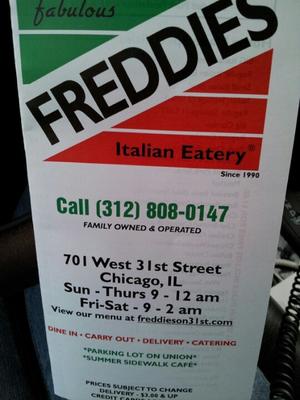 fabulous
FREDDIES
Italian Eatery®
Since 1990
Call (312) 808-0147
FAMILY OWNED & OPERATED
701 West 31st Street
Chicago, IL
Sun - Thurs 9 - 12 am
Fri-Sat - 9 - 2 am
View our menu at freddieson31st.com
DINE IN • CARRY OUT • DELIVERY • CATERING
*PARKING LOT ON UNION*
*SUMMER SIDEWALK CAFÉ*
PRICES SUBJECT TO CHANGE
DELIVERY - $3.00 & UP